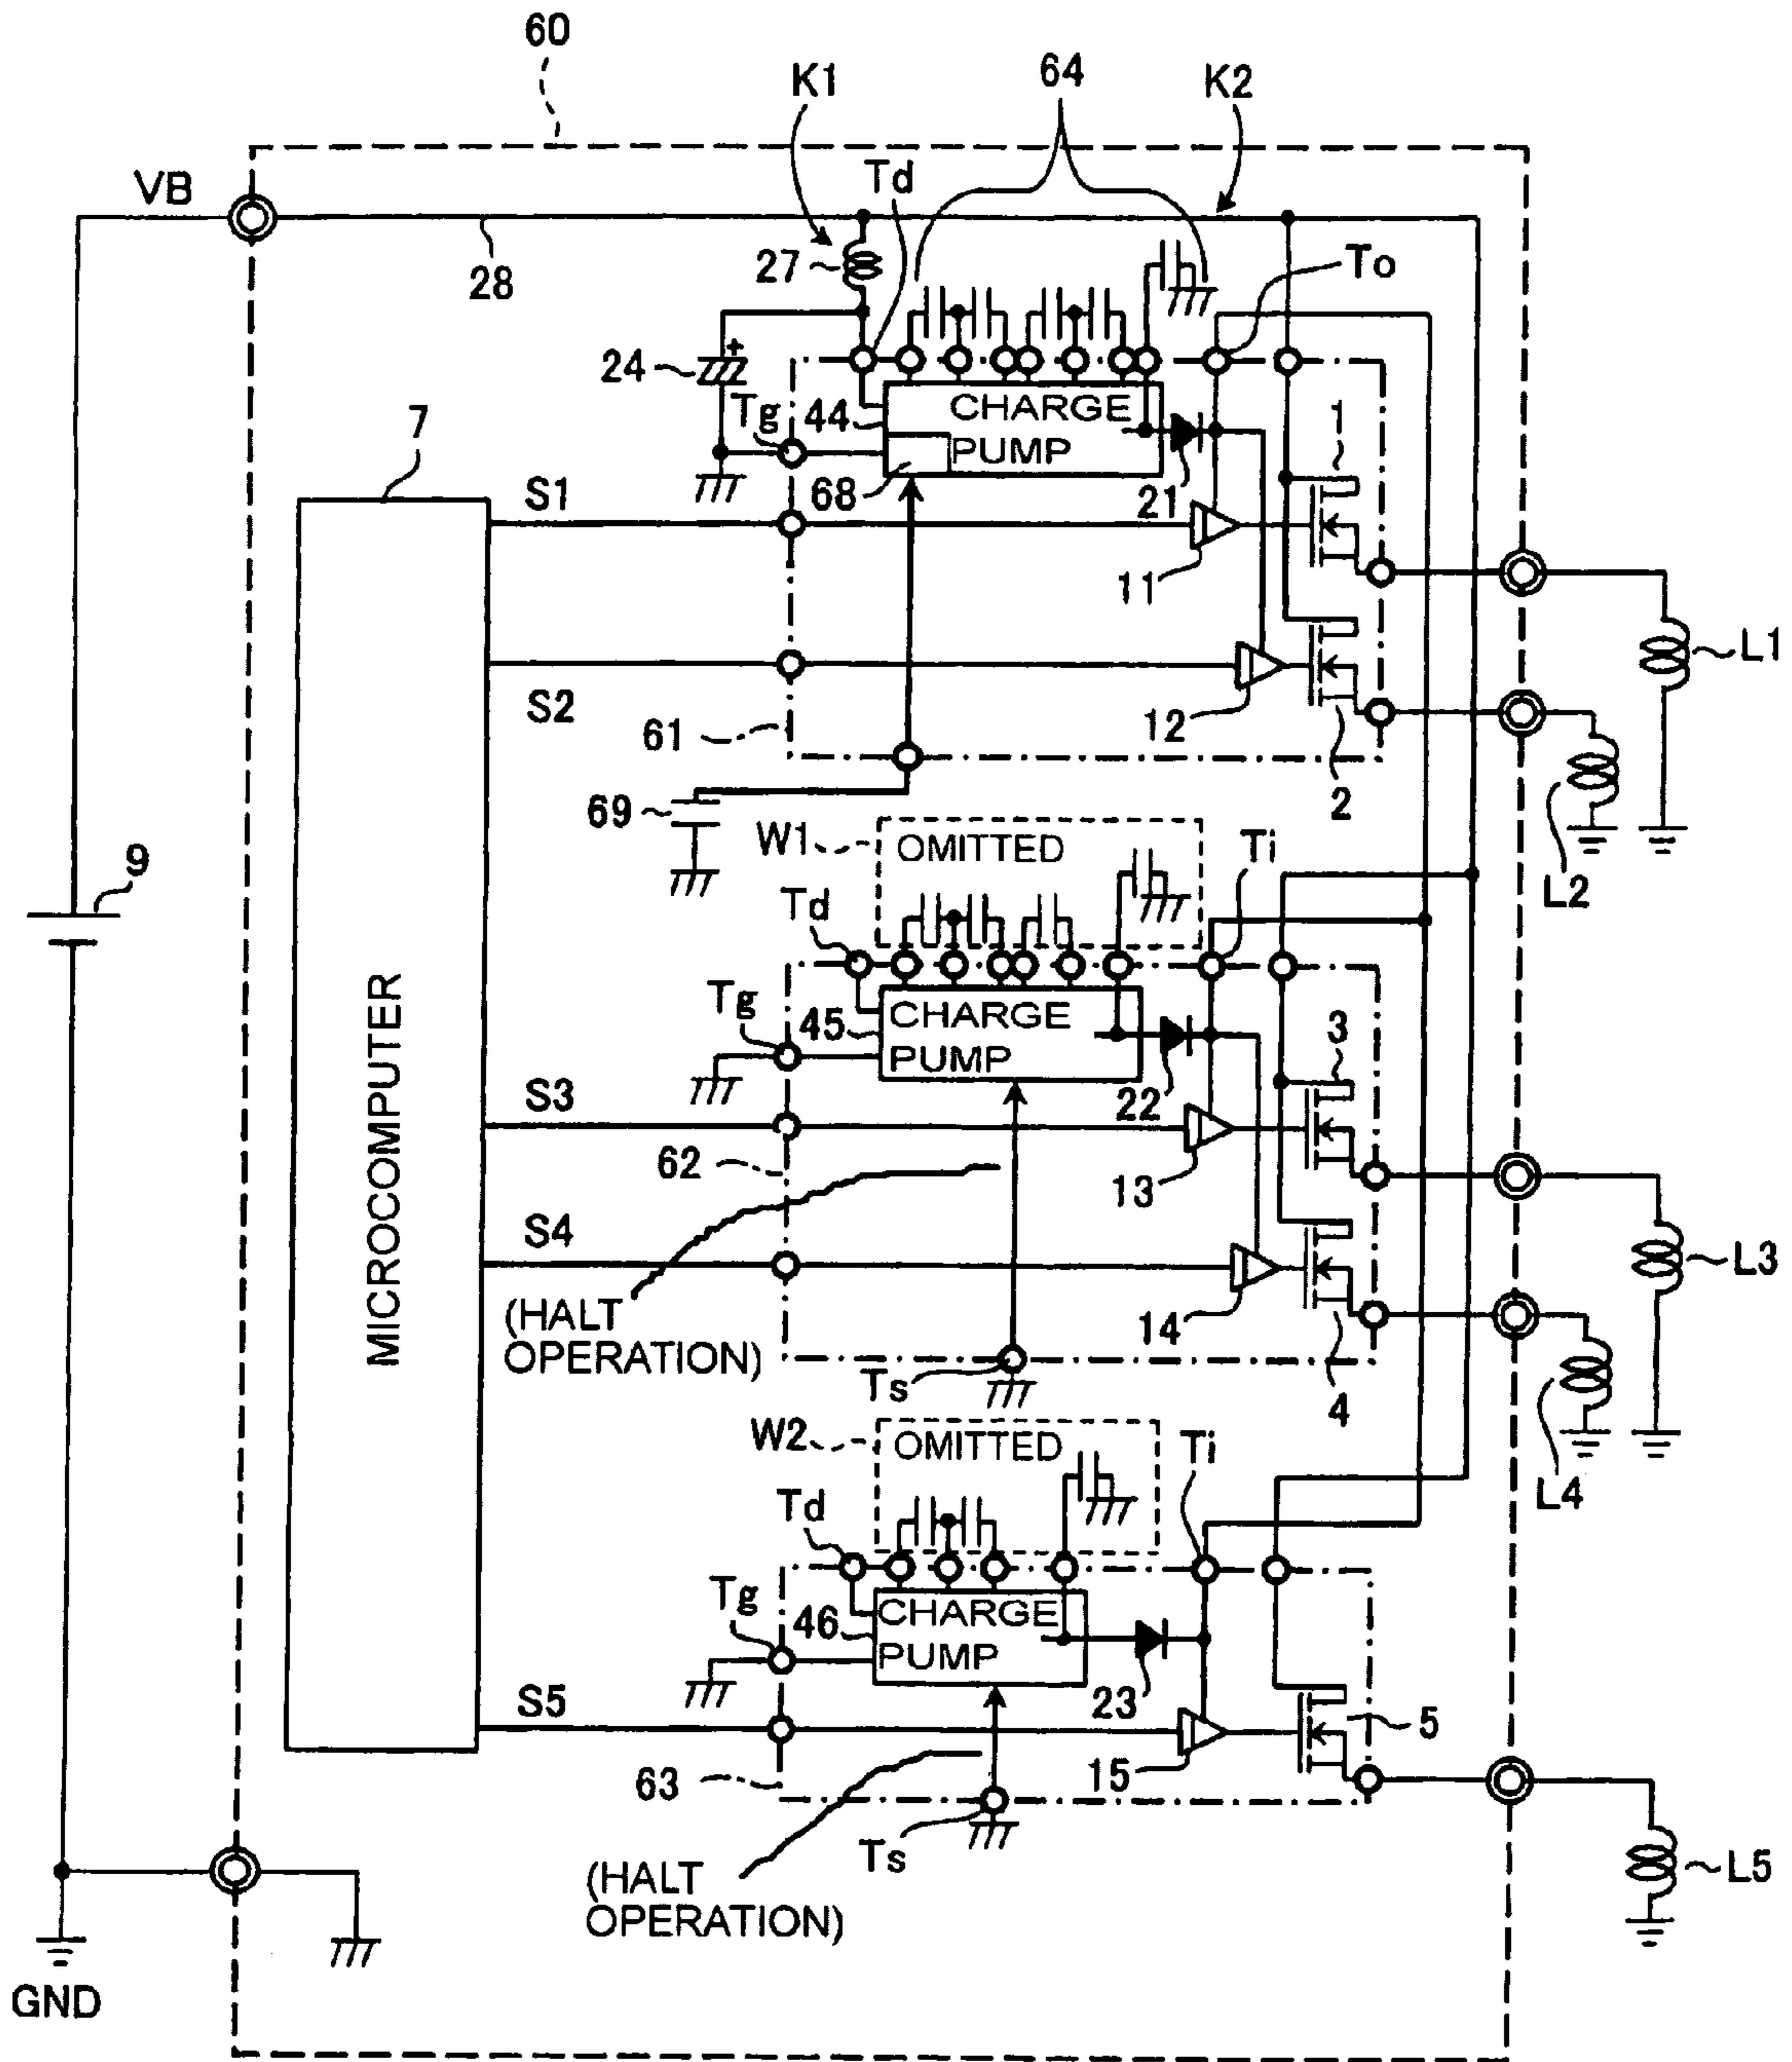 60
K1
64
K2
VB
Td
28
27
To
24
Tg
44
CHARGE
PUMP
68
21
1
7
S1
11
L1
S2
12
61
2
69
W1
OMITTED
Ti
L2
9
Td
Tg
45
CHARGE
PUMP
3
22
MICROCOMPUTER
S3
62
13
S4
L3
(HALT
OPERATION)
14
Ts
4
W2
OMITTED
Ti
L4
Td
Tg
46
CHARGE
PUMP
23
S5
5
63
15
Ts
(HALT
OPERATION)
L5
GND